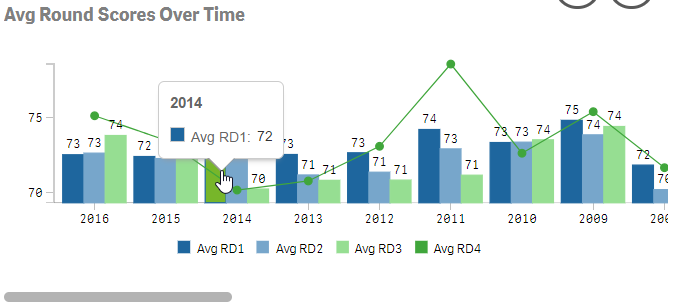 Avg Round Scores Over Time
2014
Avg RD1: 72
75
70
73 73 74 72 70 73 71 71 73 71 71 74 73 71 73 73 74 75 74 74 72
2016 2015 2014 2013 2012 2011 2010 2009
Avg RD1 Avg RD2 Avg RD3 Avg RD4